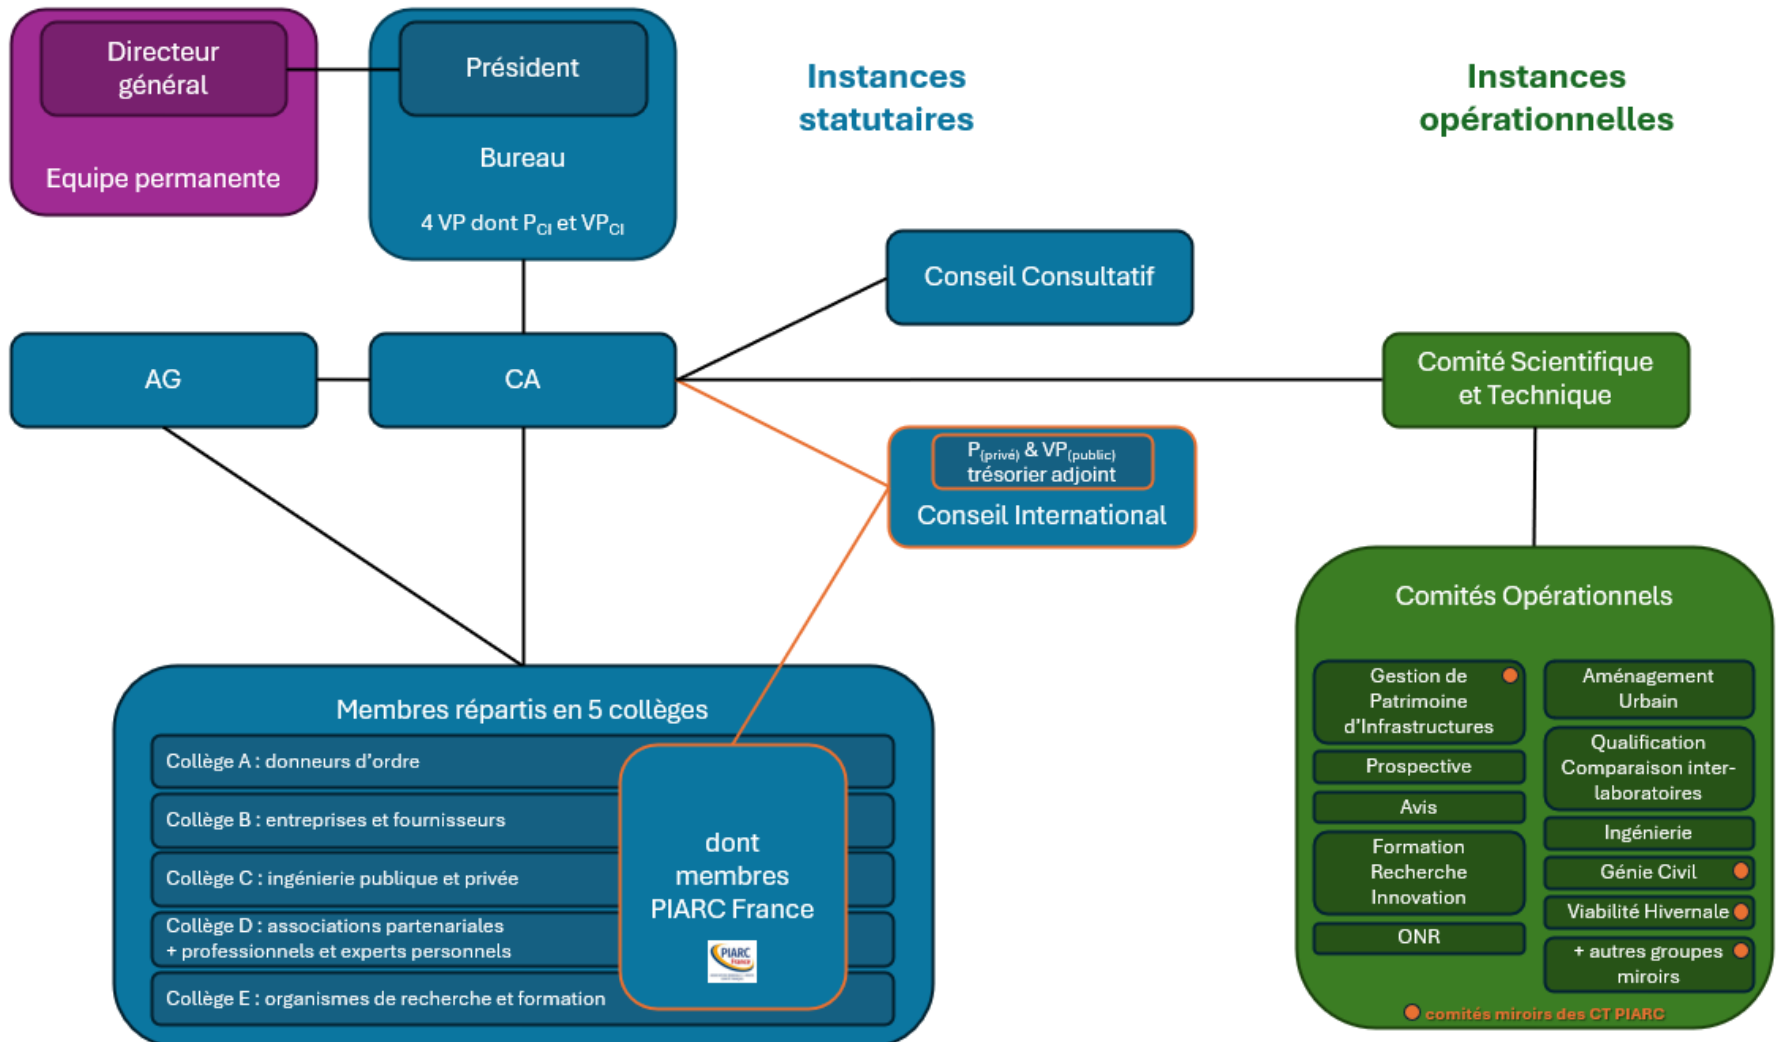 Directeur
général
Equipe permanente
Président
Bureau
4 VP dont PCI et VPCI
Instances
statutaires
Instances
opérationnelles
Conseil Consultatif
AG
CA
Comité Scientifique
et Technique
P(privé) & VP(public)
trésorier adjoint
Conseil International
Membres répartis en 5 collèges
Collège A : donneurs d'ordre
Collège B : entreprises et fournisseurs
Collège C : ingénierie publique et privée
Collège D : associations partenariales
+ professionnels et experts personnels
Collège E : organismes de recherche et formation
dont
membres
PIARC France
PIARC
France
Comités Opérationnels
Gestion de
Patrimoine
d'Infrastructures
Prospective
Avis
Formation
Recherche
Innovation
ONR
Aménagement
Urbain
Qualification
Comparaison inter-
laboratoires
Ingénierie
Génie Civil
Viabilité Hivernale
+ autres groupes
miroirs
comités miroirs des CT PIARC